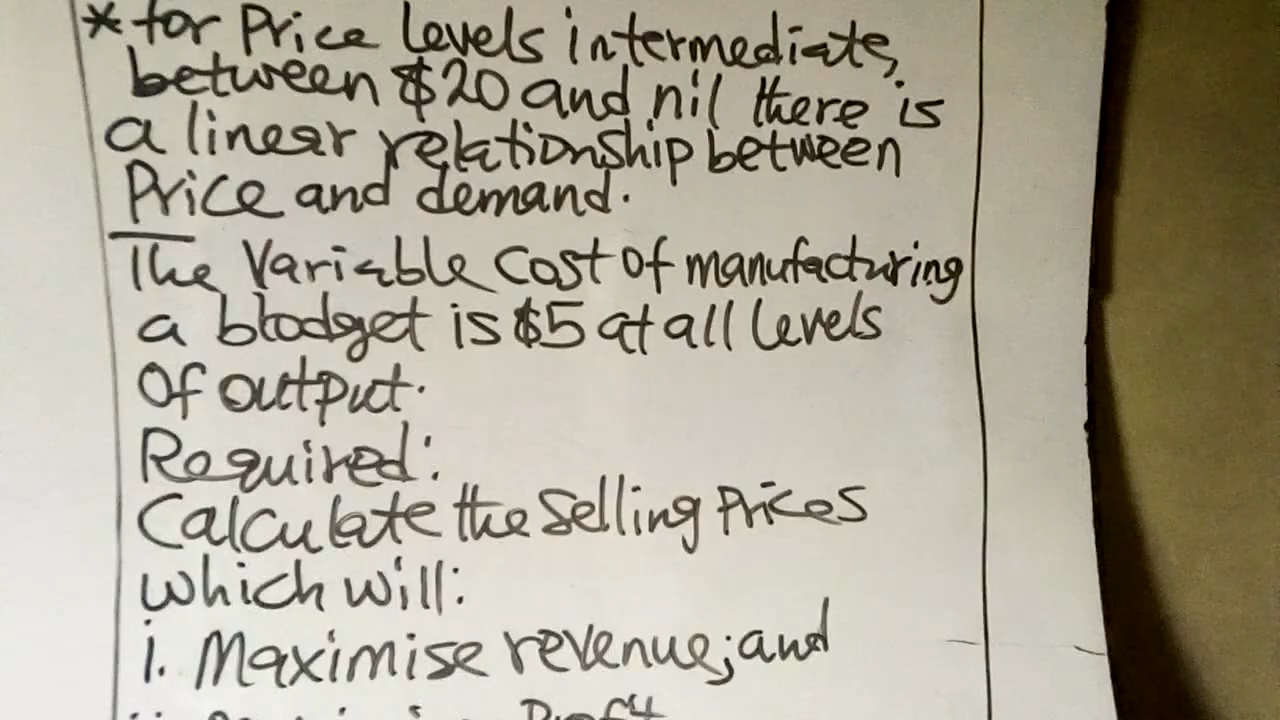 * for Price levels intermediate,
between $20 and nil there is
a linear relationship between
Price and demand.
The Variable cost of manufacturing
a blodget is $5 at all levels
Of output.
Required:
Calculate the selling Prices
which will:
i. Maximise revenue; and
Profit